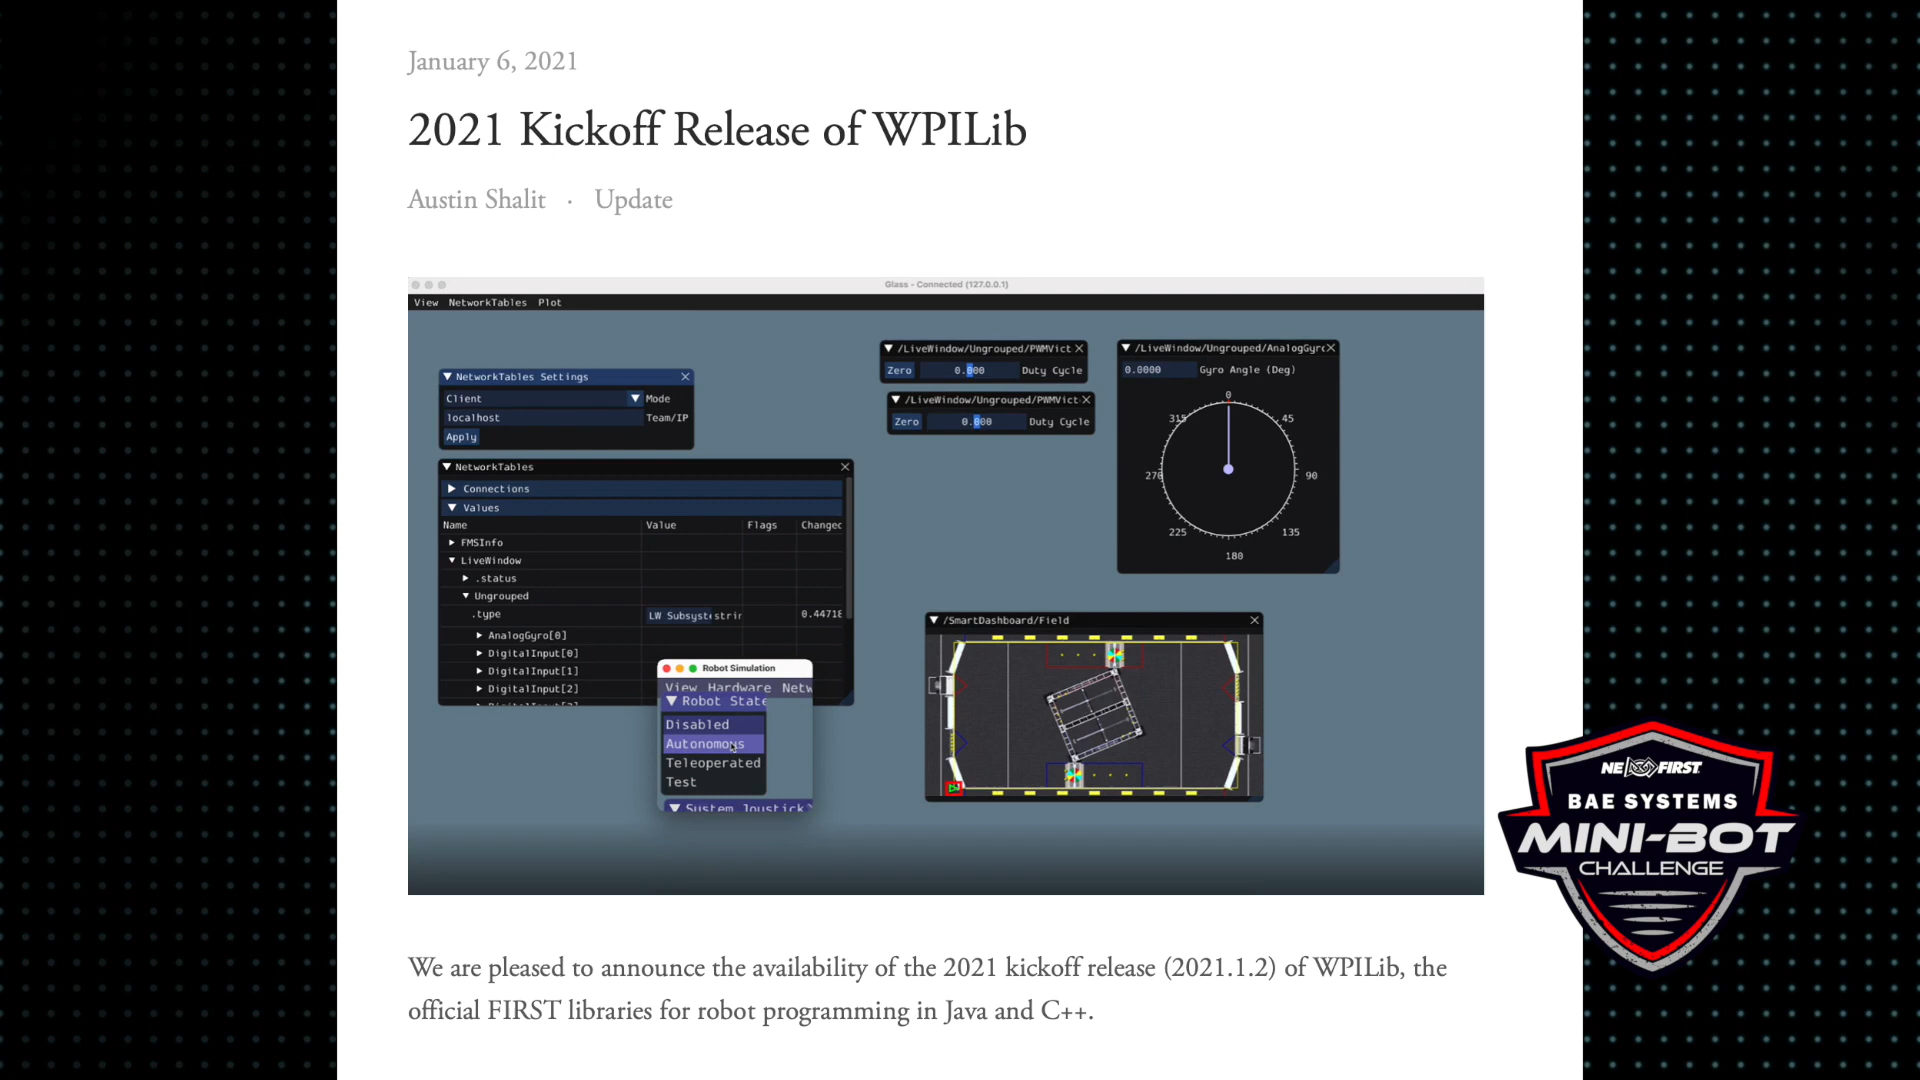 January 6, 2021
2021 Kickoff Release of WPILib
Austin Shalit · Update
Glass - Connected (127.0.0.1)
View NetworkTables Plot
NetworkTables Settings
Client Mode
localhost Team/IP
Apply
/LiveWindow/Ungrouped/PWMVict
Zero 0.000 Duty Cycle
/LiveWindow/Ungrouped/PWMVict
Zero 0.000 Duty Cycle
/LiveWindow/Ungrouped/AnalogGyro
0.0000 Gyro Angle (Deg)
0
315 45
270 90
225 135
180
NetworkTables
Connections
Values
Name Value Flags Changed
FMSInfo
LiveWindow
.status
Ungrouped
.type LW Subsyste strin 0.44718
AnalogGyro[0]
DigitalInput[0]
DigitalInput[1]
DigitalInput[2]
Robot Simulation
View Hardware Netw
Robot State
Disabled
Autonomous
Teleoperated
Test
System Joystick
/SmartDashboard/Field
NE FIRST
BAE SYSTEMS
MINI-BOT
CHALLENGE
We are pleased to announce the availability of the 2021 kickoff release (2021.1.2) of WPILib, the
official FIRST libraries for robot programming in Java and C++.